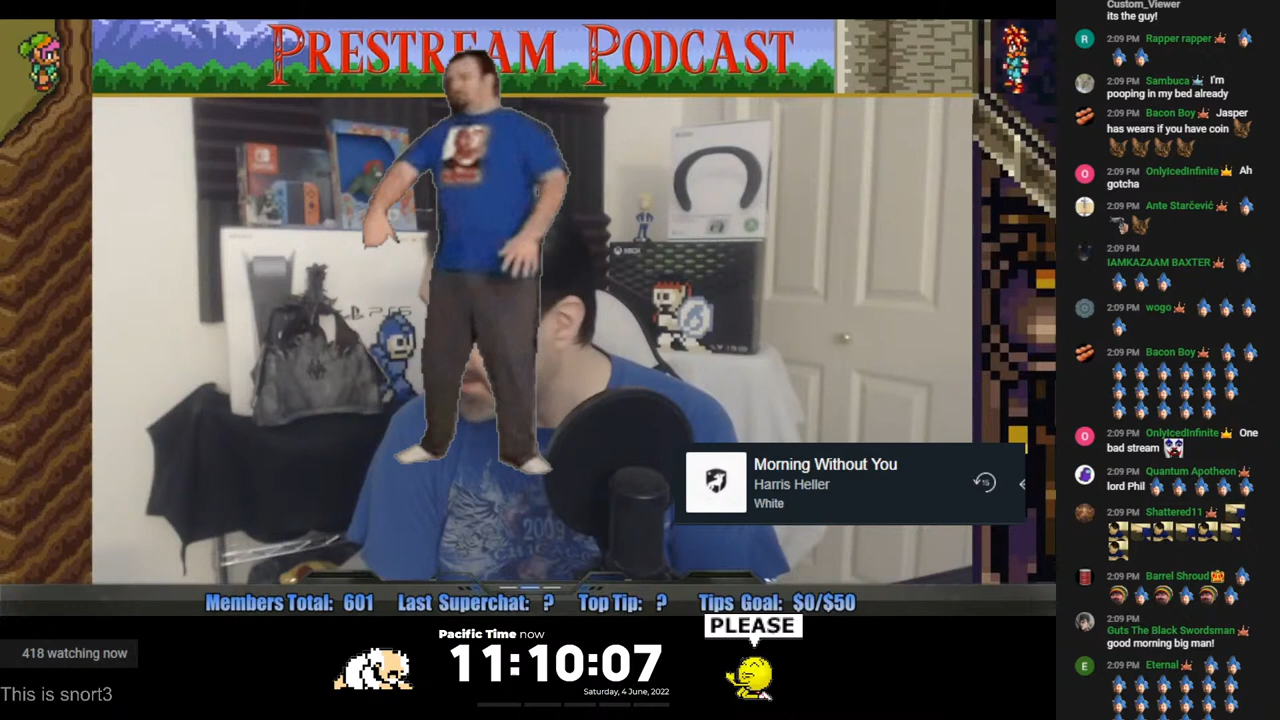 PRESTREAM PODCAST
XBOX
PS5
2009
CHICAGO
Morning Without You
Harris Heller
White
15
Members Total: 601 Last Superchat: ? Top Tip: ? Tips Goal: $0/$50
PLEASE
Pacific Time now
11:10:07
Saturday, 4 June, 2022
418 watching now
This is snort3
Custom_Viewer
its the guy!
R 2:09 PM Rapper rapper
2:09 PM Sambuca I'm
pooping in my bed already
2:09 PM Bacon Boy Jasper
has wears if you have coin
O 2:09 PM OnlyIcedInfinite Ah
gotcha
2:09 PM Ante Starčević
2:09 PM
IAMKAZAAM BAXTER
2:09 PM wogo
2:09 PM Bacon Boy
O 2:09 PM OnlyIcedInfinite One
bad stream
2:09 PM Quantum Apotheon
lord Phil
2:09 PM Shattered11
2:09 PM Barrel Shroud
2:09 PM
Guts The Black Swordsman
good morning big man!
E 2:09 PM Eternal